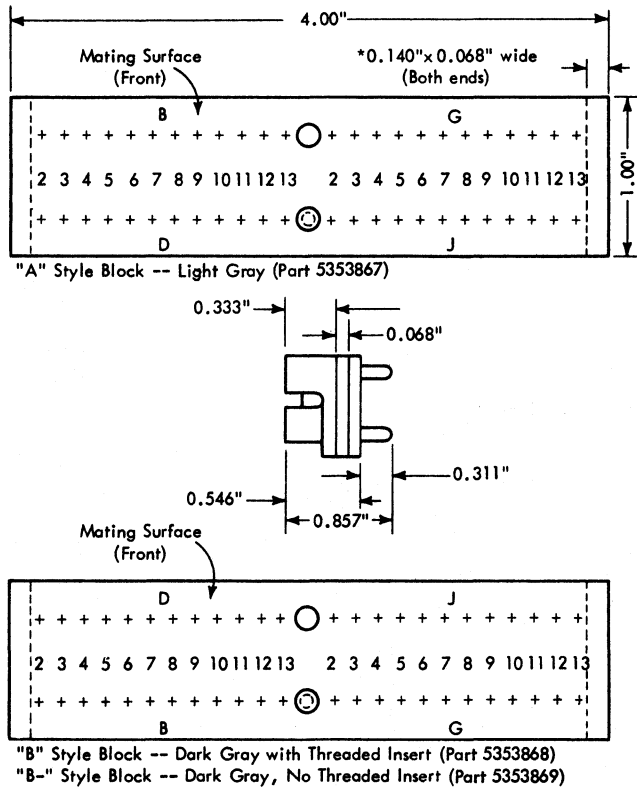 4.00"
Mating Surface
(Front)
*0.140"x 0.068" wide
(Both ends)
B G
2 3 4 5 6 7 8 9 10 11 12 13 2 3 4 5 6 7 8 9 10 11 12 13
1.00"
D J
"A" Style Block -- Light Gray (Part 5353867)
0.333"
0.068"
0.311"
0.546"
0.857"
Mating Surface
(Front)
D J
2 3 4 5 6 7 8 9 10 11 12 13 2 3 4 5 6 7 8 9 10 11 12 13
B G
"B" Style Block -- Dark Gray with Threaded Insert (Part 5353868)
"B-" Style Block -- Dark Gray, No Threaded Insert (Part 5353869)